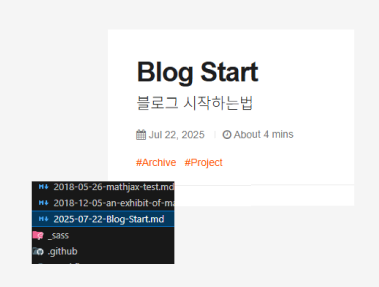 Blog Start
블로그 시작하는법
Jul 22, 2025 About 4 mins
#Archive #Project
2018-05-26-mathjax-test.md
2018-12-05-an-exhibit-of-ma
2025-07-22-Blog-Start.md
_sass
.github